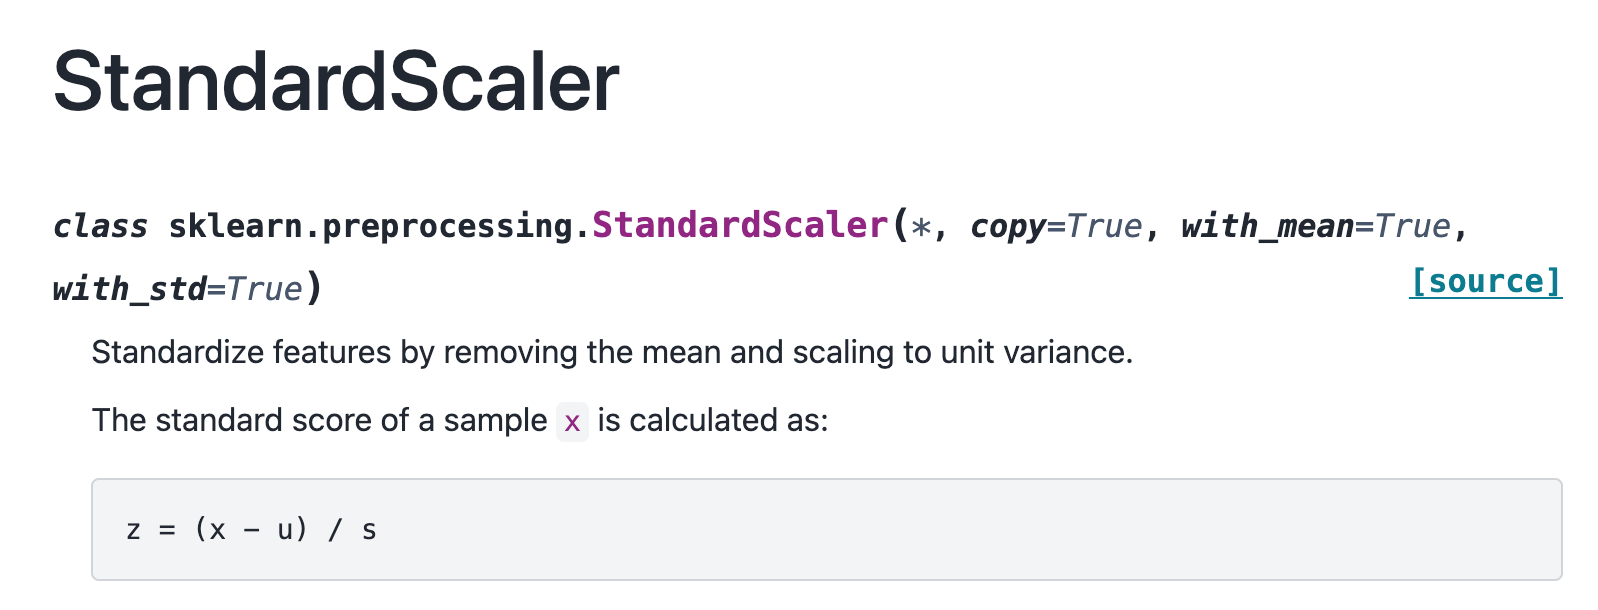 StandardScaler
class sklearn.preprocessing.StandardScaler(*, copy=True, with_mean=True,
with_std=True) [source]
Standardize features by removing the mean and scaling to unit variance.
The standard score of a sample x is calculated as:
z = (x - u) / s